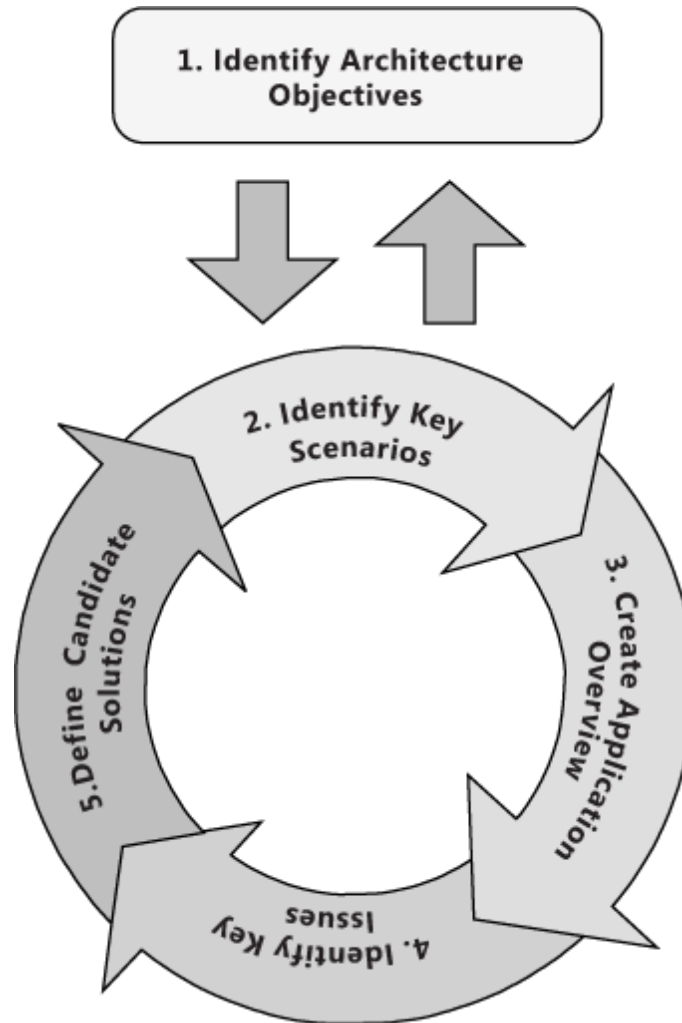 1. Identify Architecture
Objectives
2. Identify Key
Scenarios
3. Create Application
Overview
4. Identify Key
Issues
5.Define Candidate
Solutions